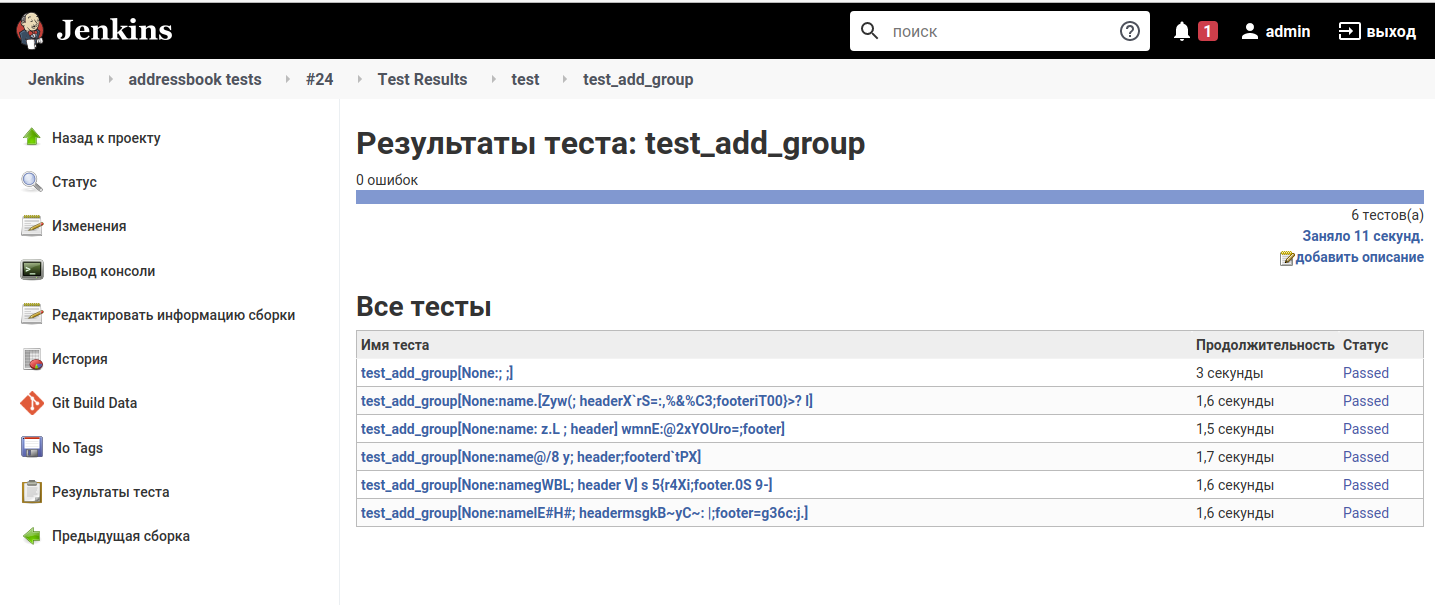 Jenkins
поиск
1
admin
выход
Jenkins
addressbook tests
#24
Test Results
test
test_add_group
Назад к проекту
Статус
Изменения
Вывод консоли
Редактировать информацию сборки
История
Git Build Data
No Tags
Результаты теста
Предыдущая сборка
Результаты теста: test_add_group
0 ошибок
6 тестов(а)
Заняло 11 секунд.
добавить описание
Все тесты
Имя теста Продолжительность Статус
test_add_group[None:; ;] 3 секунды Passed
test_add_group[None:name.[Zyw(; headerX`rS=:,%&%C3;footeriT00}>? I] 1,6 секунды Passed
test_add_group[None:name: z.L ; header] wmnE:@2xYOUro=;footer] 1,5 секунды Passed
test_add_group[None:name@/8 y; header;footerd`tPX] 1,7 секунды Passed
test_add_group[None:namegWBL; header V] s 5{r4Xi;footer.0S 9-] 1,6 секунды Passed
test_add_group[None:nameIE#H#; headermsgkB~yC~: |;footer=g36c:j.] 1,6 секунды Passed